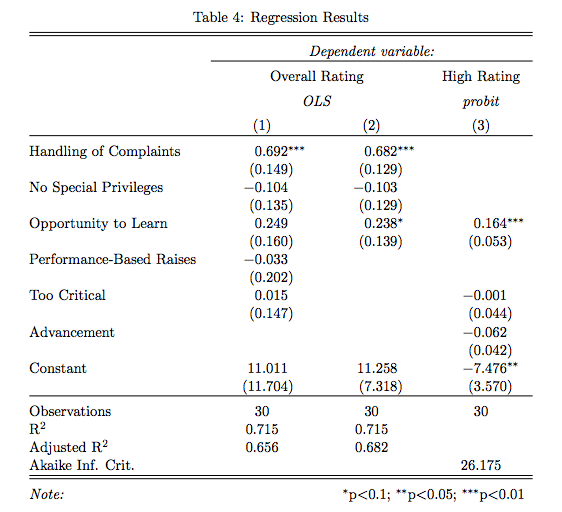 Table 4: Regression Results
Dependent variable:
Overall Rating High Rating
OLS probit
(1) (2) (3)
Handling of Complaints 0.692*** 0.682***
(0.149) (0.129)
No Special Privileges −0.104 −0.103
(0.135) (0.129)
Opportunity to Learn 0.249 0.238* 0.164***
(0.160) (0.139) (0.053)
Performance-Based Raises −0.033
(0.202)
Too Critical 0.015 −0.001
(0.147) (0.044)
Advancement −0.062
(0.042)
Constant 11.011 11.258 −7.476**
(11.704) (7.318) (3.570)
Observations 30 30 30
R² 0.715 0.715
Adjusted R² 0.656 0.682
Akaike Inf. Crit. 26.175
Note: *p<0.1; **p<0.05; ***p<0.01